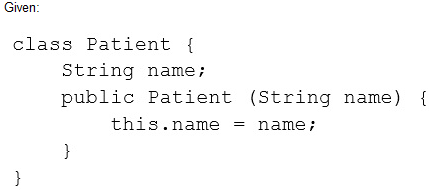 Given:
class Patient {
    String name;
    public Patient (String name) {
        this.name = name;
    }
}